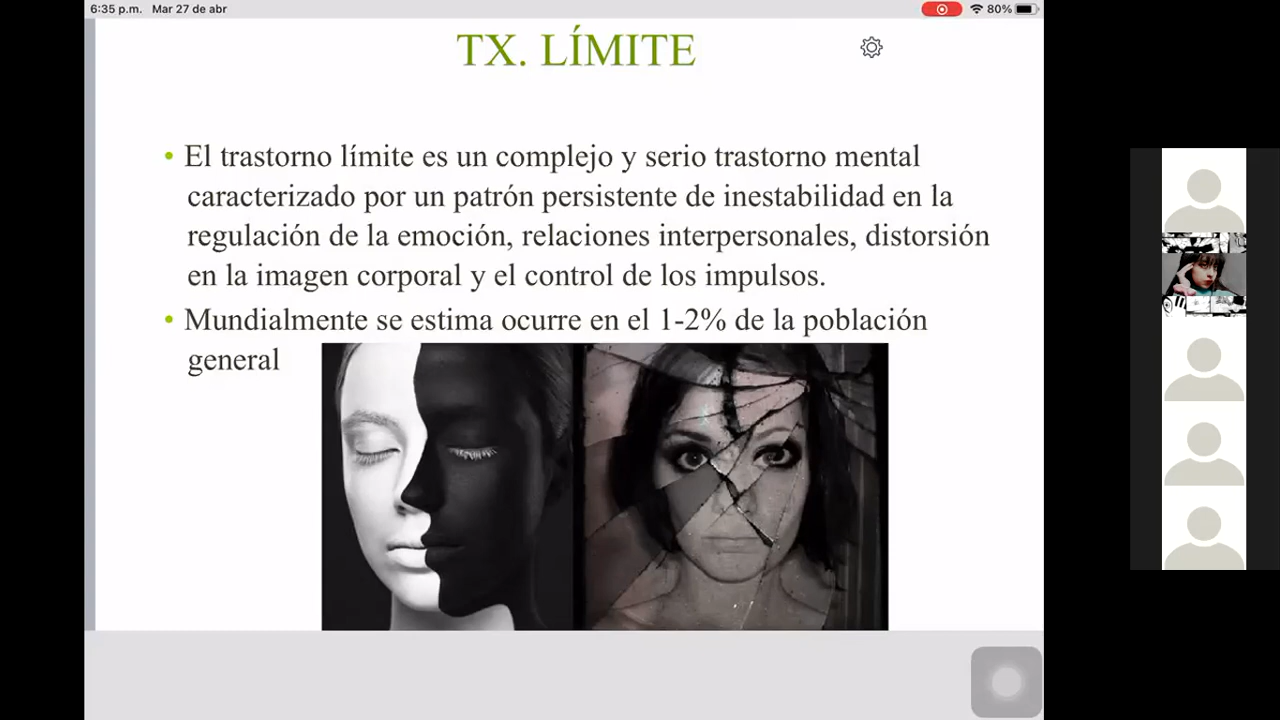 6:35 p.m. Mar 27 de abr
80%
TX. LÍMITE
• El trastorno límite es un complejo y serio trastorno mental
caracterizado por un patrón persistente de inestabilidad en la
regulación de la emoción, relaciones interpersonales, distorsión
en la imagen corporal y el control de los impulsos.
• Mundialmente se estima ocurre en el 1-2% de la población
general